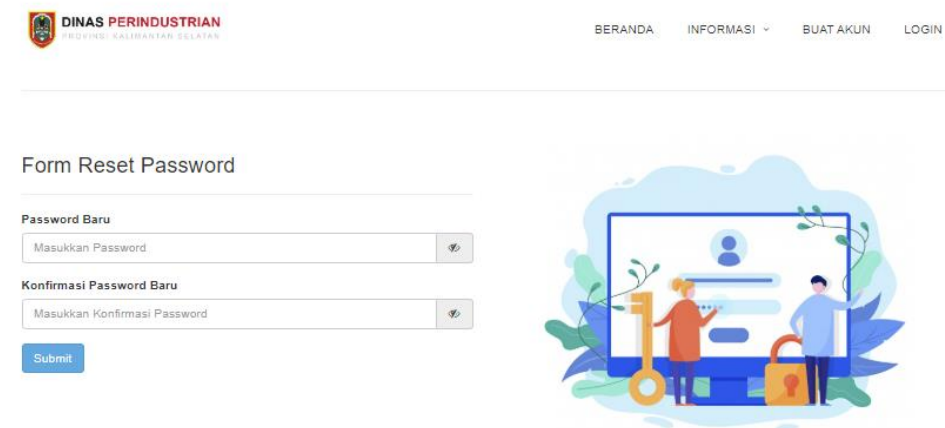 DINAS PERINDUSTRIAN
PROVINSI KALIMANTAN SELATAN
BERANDA INFORMASI BUAT AKUN LOGIN
Form Reset Password
Password Baru
Masukkan Password
Konfirmasi Password Baru
Masukkan Konfirmasi Password
Submit